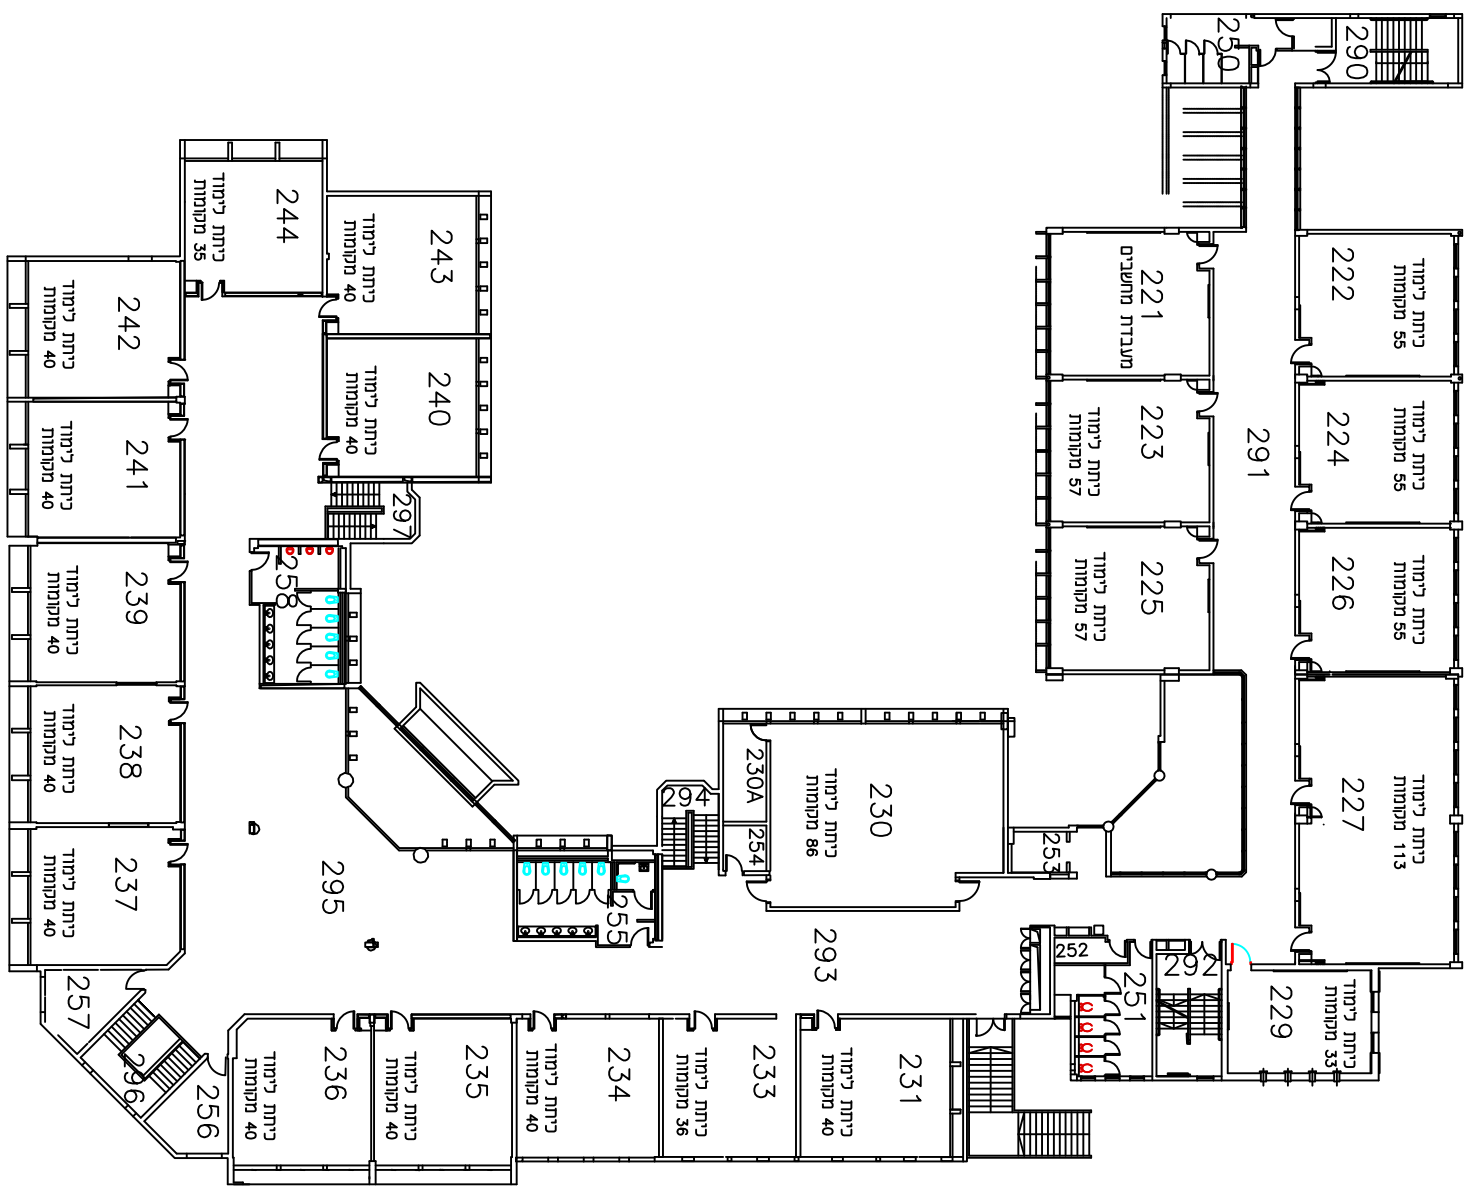 250
290
244
כיתת לימוד
35 מקומות
243
כיתת לימוד
40 מקומות
242
כיתת לימוד
40 מקומות
240
כיתת לימוד
40 מקומות
241
כיתת לימוד
40 מקומות
297
258
239
כיתת לימוד
40 מקומות
238
כיתת לימוד
40 מקומות
237
כיתת לימוד
40 מקומות
295
257
296
256
221
מעבדת מחשבים
222
כיתת לימוד
55 מקומות
223
כיתת לימוד
57 מקומות
291
224
כיתת לימוד
55 מקומות
225
כיתת לימוד
57 מקומות
226
כיתת לימוד
55 מקומות
227
כיתת לימוד
113 מקומות
294
230A
254
230
כיתת לימוד
86 מקומות
253
255
293
252
251
292
229
כיתת לימוד
33 מקומות
236
כיתת לימוד
40 מקומות
235
כיתת לימוד
40 מקומות
234
כיתת לימוד
40 מקומות
233
כיתת לימוד
36 מקומות
231
כיתת לימוד
40 מקומות